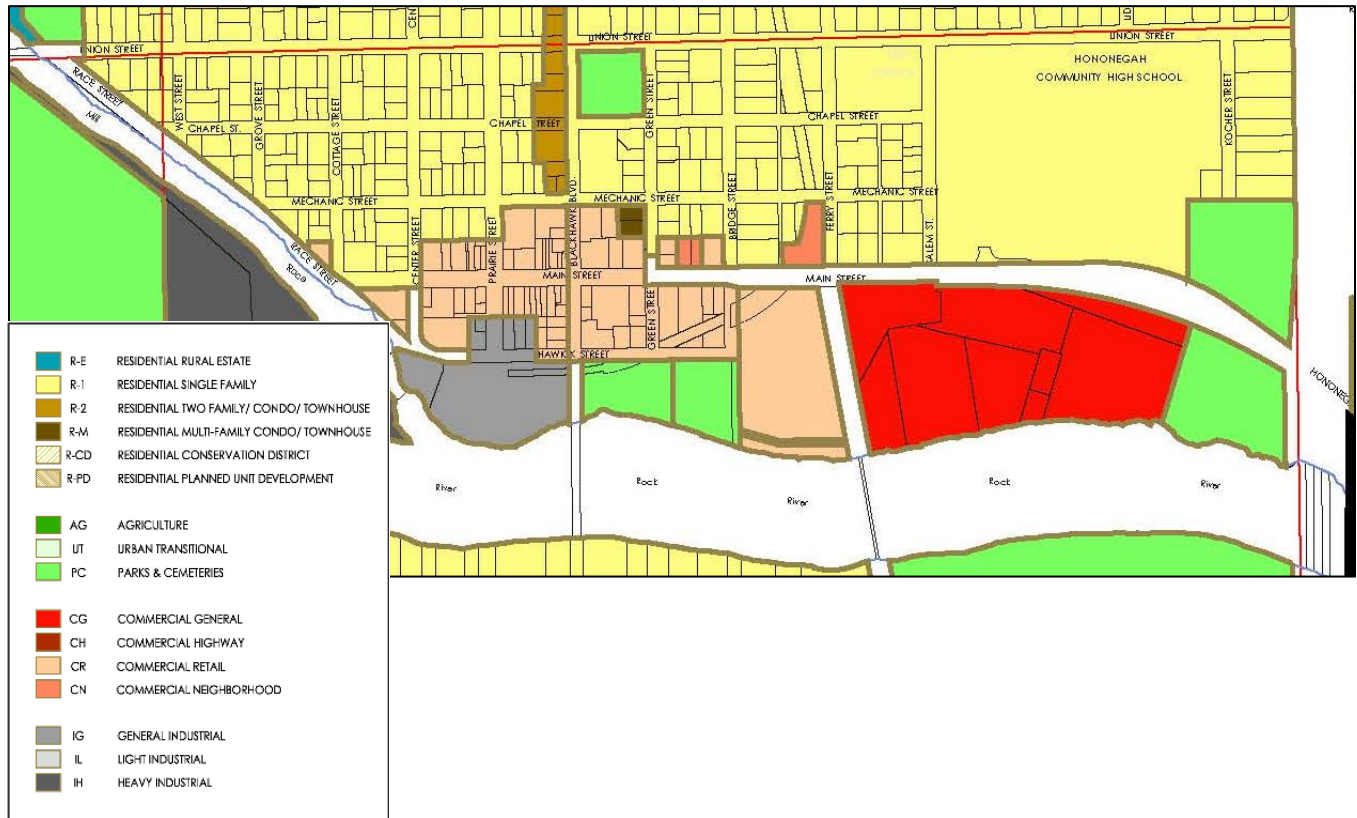 UNION STREET
UNION STREET
UNION STREET
HONONEGAH
COMMUNITY HIGH SCHOOL
RACE STREET
Mill
WEST STREET
GROVE STREET
COTTAGE STREET
CHAPEL ST.
CHAPEL STREET
GREEN STREET
CHAPEL STREET
KOCHER STREET
MECHANIC STREET
BLACKHAWK BLVD.
MECHANIC STREET
BRIDGE STREET
FERRY STREET
MECHANIC STREET
RACE STREET
Race
CENTER STREET
PRAIRIE STREET
MAIN STREET
MAIN STREET
GREEN STREET
River
Rock
River
Rock
River
R-E RESIDENTIAL RURAL ESTATE
R-1 RESIDENTIAL SINGLE FAMILY
R-2 RESIDENTIAL TWO FAMILY/ CONDO/ TOWNHOUSE
R-M RESIDENTIAL MULTI-FAMILY CONDO/ TOWNHOUSE
R-CD RESIDENTIAL CONSERVATION DISTRICT
R-PD RESIDENTIAL PLANNED UNIT DEVELOPMENT
AG AGRICULTURE
UT URBAN TRANSITIONAL
PC PARKS & CEMETERIES
CG COMMERCIAL GENERAL
CH COMMERCIAL HIGHWAY
CR COMMERCIAL RETAIL
CN COMMERCIAL NEIGHBORHOOD
IG GENERAL INDUSTRIAL
IL LIGHT INDUSTRIAL
IH HEAVY INDUSTRIAL